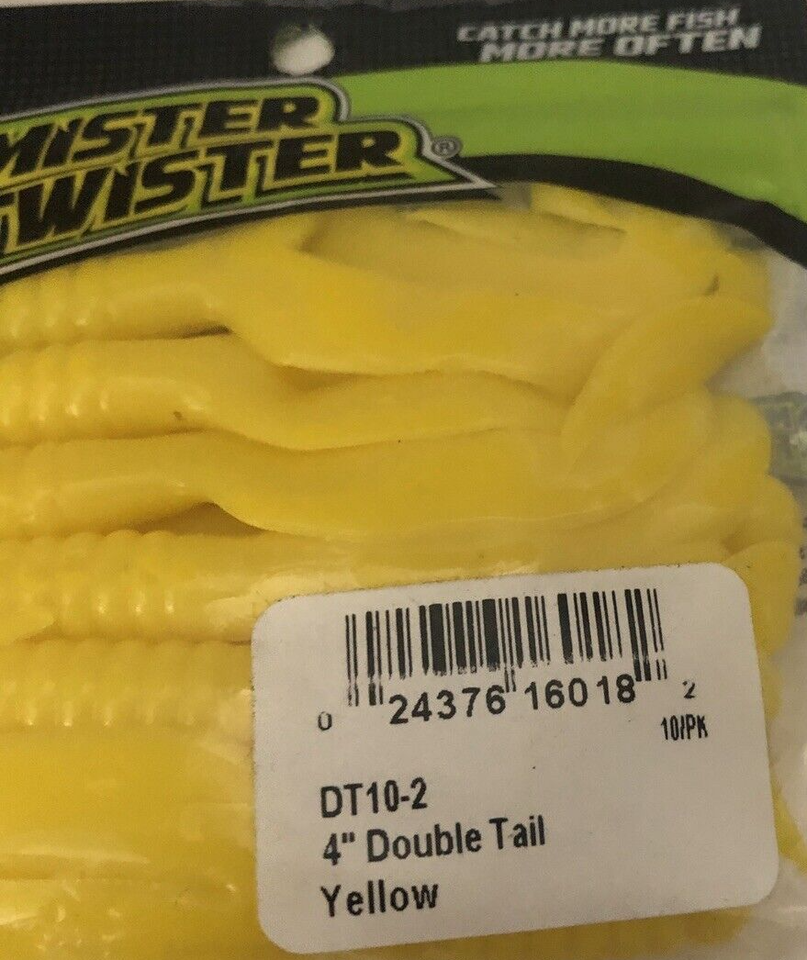 CATCH MORE FISH
MORE OFTEN
MISTER
TWISTER®
0 24376 16018 2
10/PK
DT10-2
4" Double Tail
Yellow